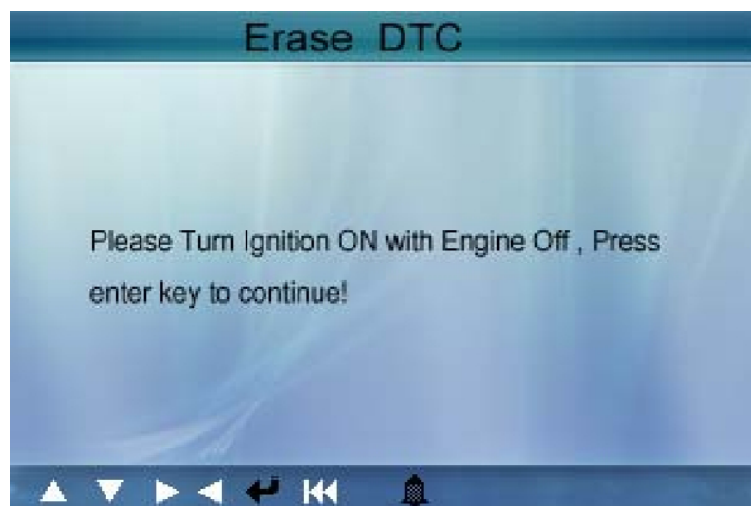 Erase DTC
Please Turn Ignition ON with Engine Off , Press
enter key to continue!